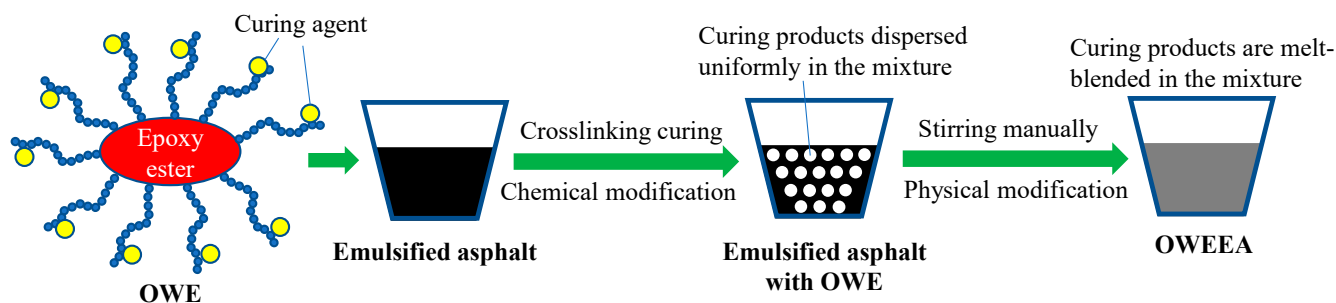 Curing agent
Epoxy
ester
OWE
Emulsified asphalt
Crosslinking curing
Chemical modification
Curing products dispersed
uniformly in the mixture
Emulsified asphalt
with OWE
Stirring manually
Physical modification
Curing products are melt-
blended in the mixture
OWEEA